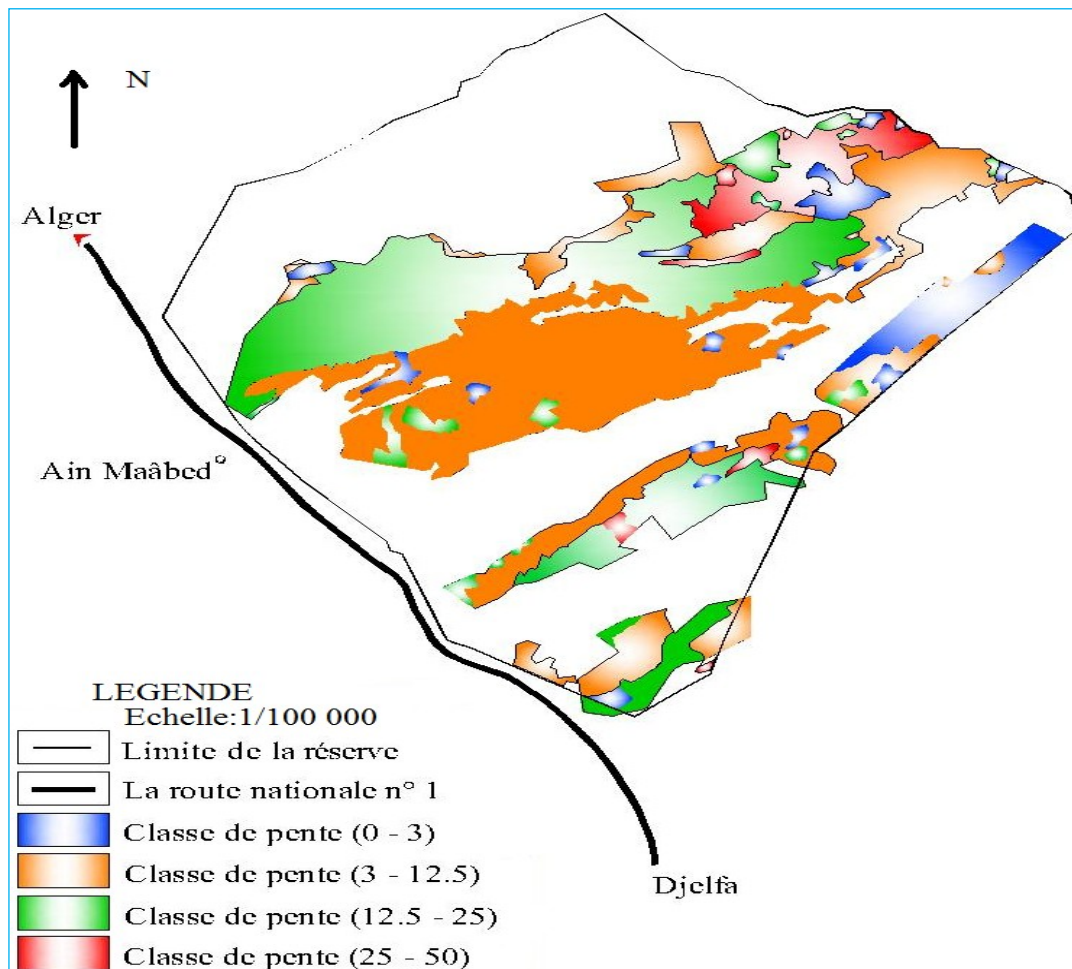 N
Alger
Ain Maâbed
LEGENDE
Echelle:1/100 000
Limite de la réserve
La route nationale n° 1
Classe de pente (0 - 3)
Classe de pente (3 - 12.5)
Classe de pente (12.5 - 25)
Classe de pente (25 - 50)
Djelfa